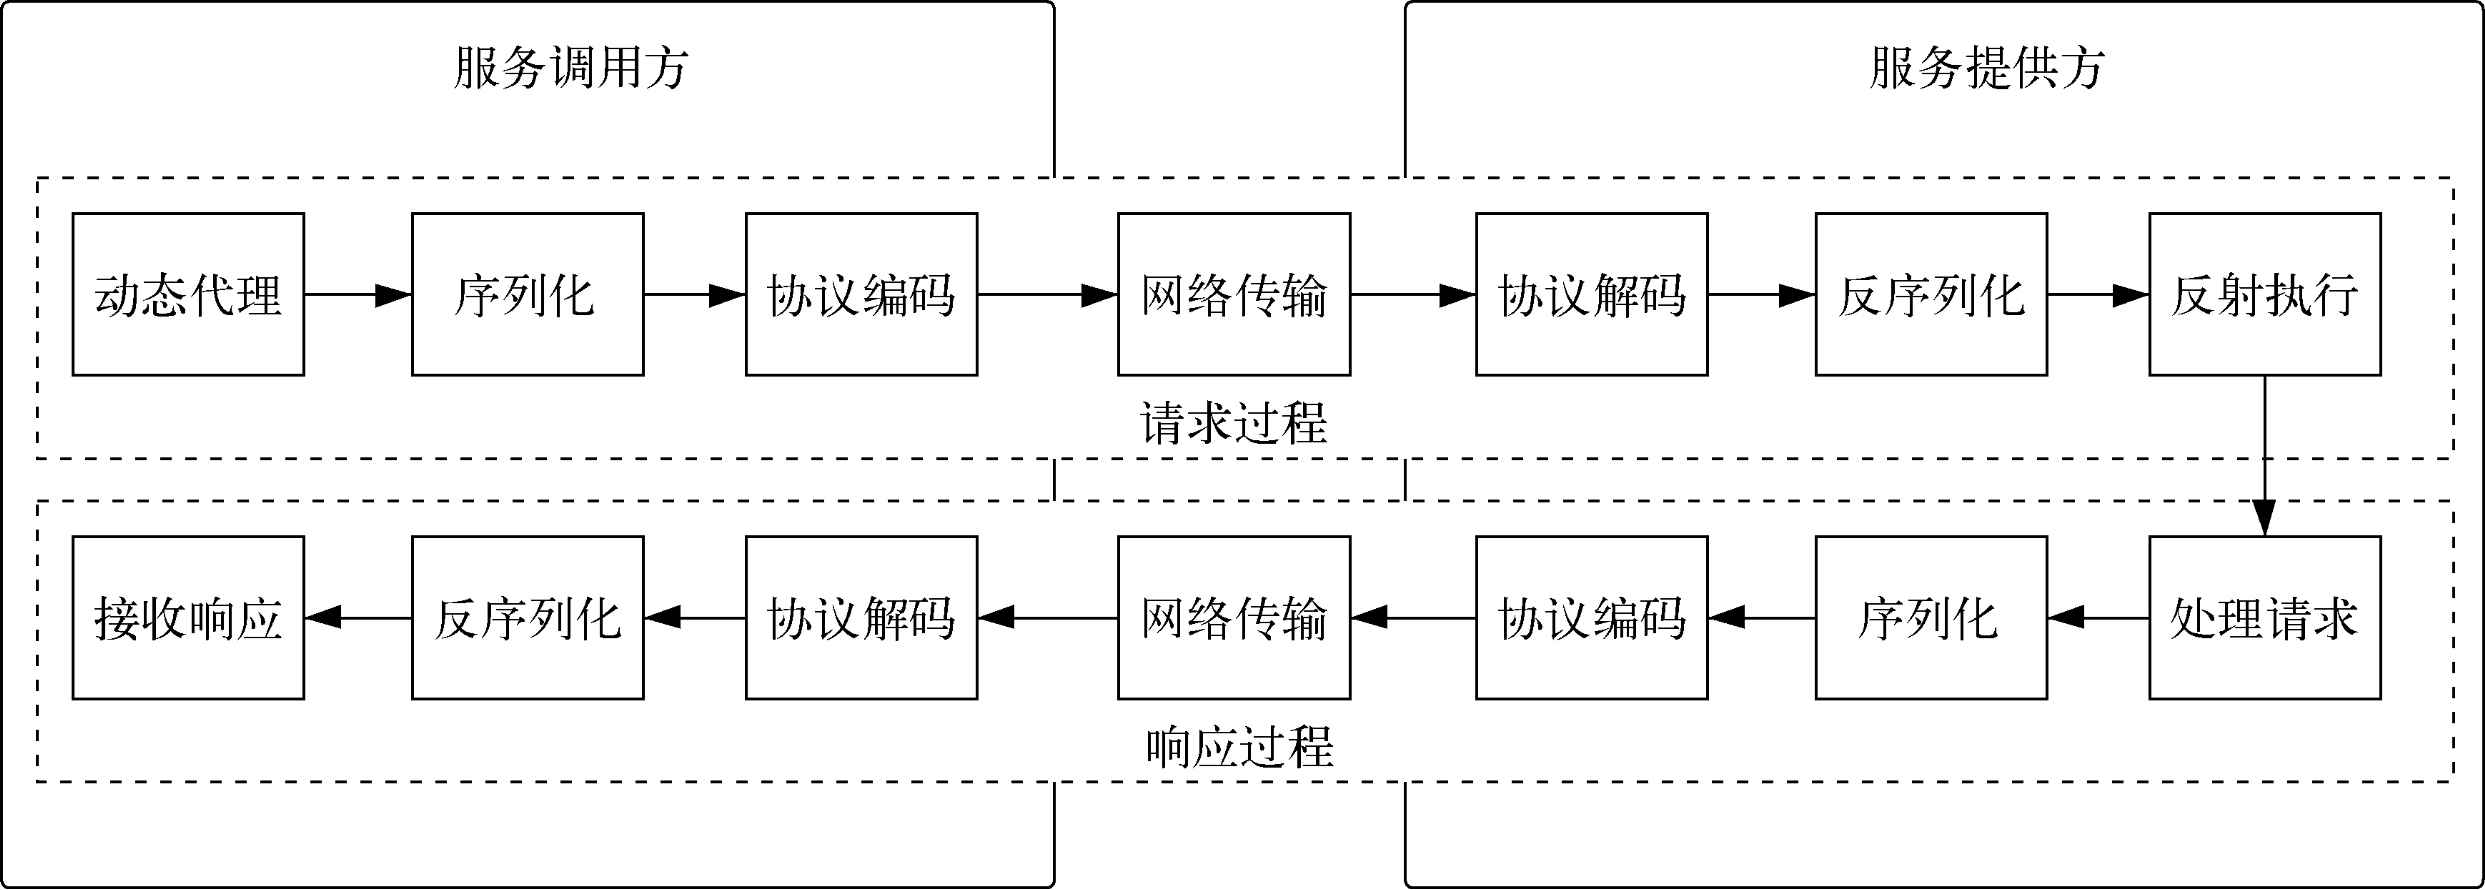 服务调用方
服务提供方
动态代理
序列化
协议编码
网络传输
协议解码
反序列化
反射执行
请求过程
接收响应
反序列化
协议解码
网络传输
协议编码
序列化
处理请求
响应过程